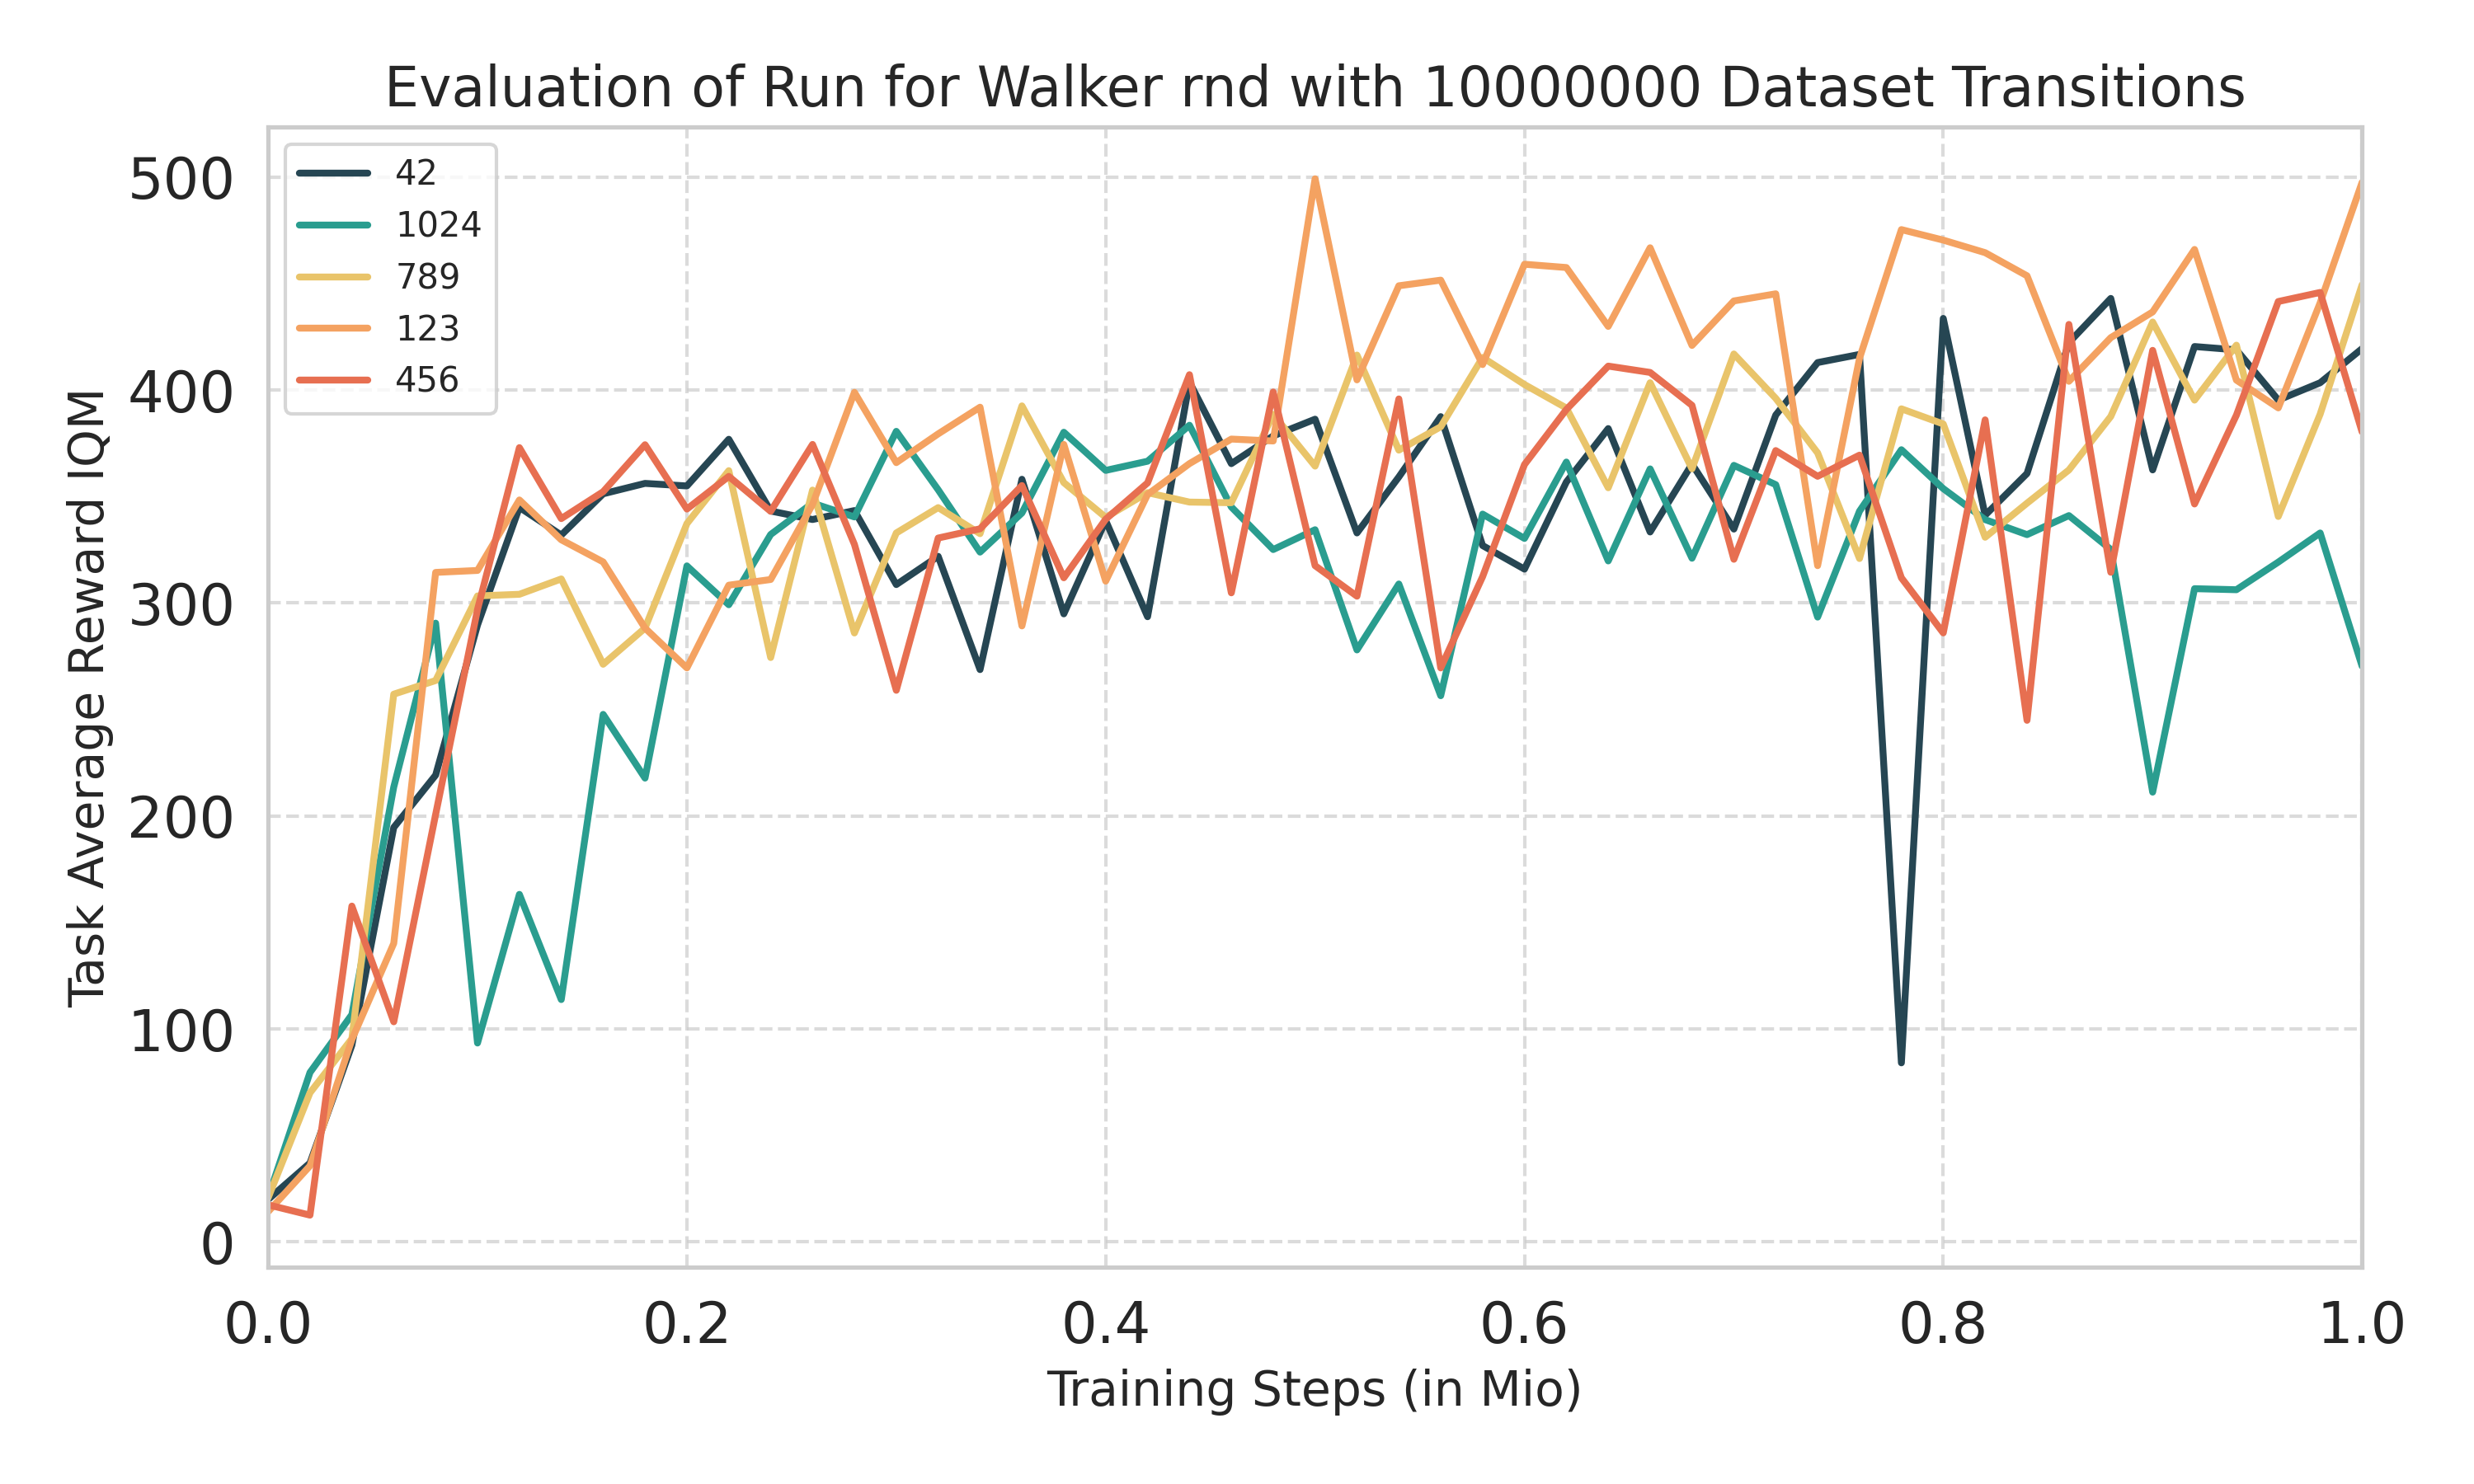 Evaluation of Run for Walker rnd with 10000000 Dataset Transitions
42
1024
789
123
456
Task Average Reward IQM
500
400
300
200
100
0
0.0 0.2 0.4 0.6 0.8 1.0
Training Steps (in Mio)